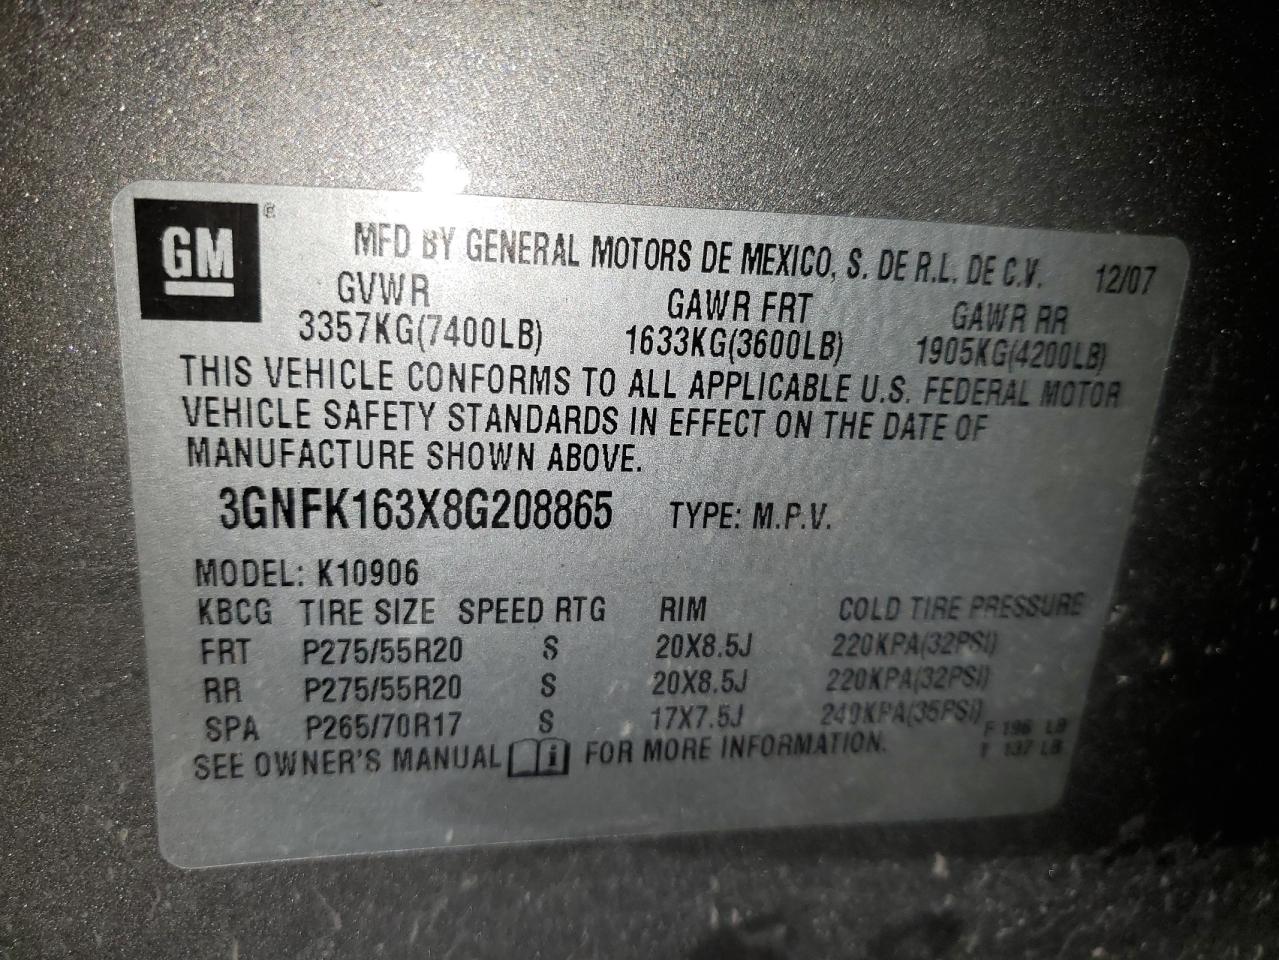 GM ®
MFD BY GENERAL MOTORS DE MEXICO, S. DE R.L. DE C.V. 12/07
GVWR GAWR FRT GAWR RR
3357KG(7400LB) 1633KG(3600LB) 1905KG(4200LB)
THIS VEHICLE CONFORMS TO ALL APPLICABLE U.S. FEDERAL MOTOR
VEHICLE SAFETY STANDARDS IN EFFECT ON THE DATE OF
MANUFACTURE SHOWN ABOVE.
3GNFK163X8G208865 TYPE: M.P.V.
MODEL: K10906
KBCG TIRE SIZE SPEED RTG RIM COLD TIRE PRESSURE
FRT P275/55R20 S 20X8.5J 220KPA(32PSI)
RR P275/55R20 S 20X8.5J 220KPA(32PSI)
SPA P265/70R17 S 17X7.5J 240KPA(35PSI) F 196 LB
SEE OWNER'S MANUAL i FOR MORE INFORMATION. 137 LB